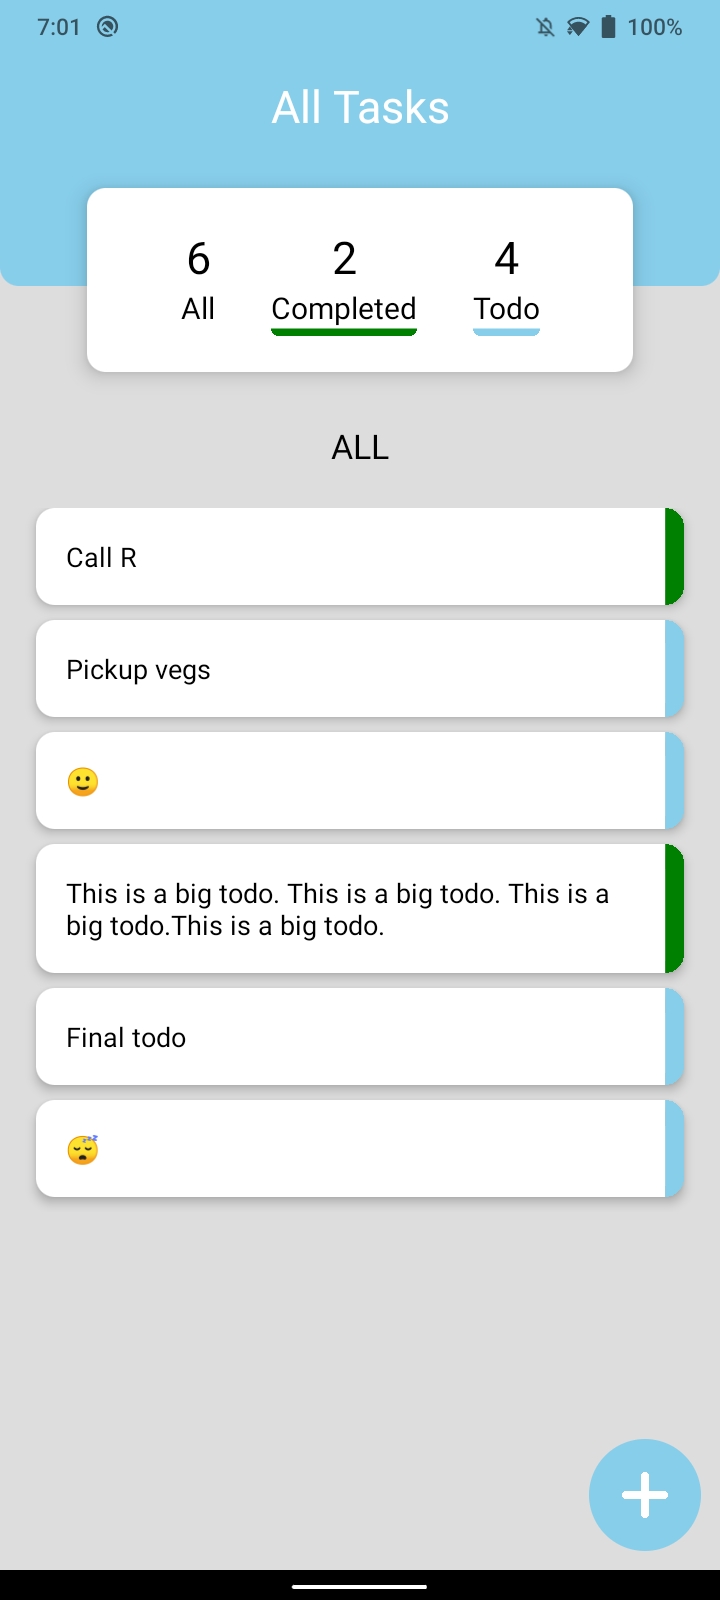 7:01
100%
All Tasks
6 2 4
All Completed Todo
ALL
Call R
Pickup vegs
🙂
This is a big todo. This is a big todo. This is a
big todo.This is a big todo.
Final todo
😴